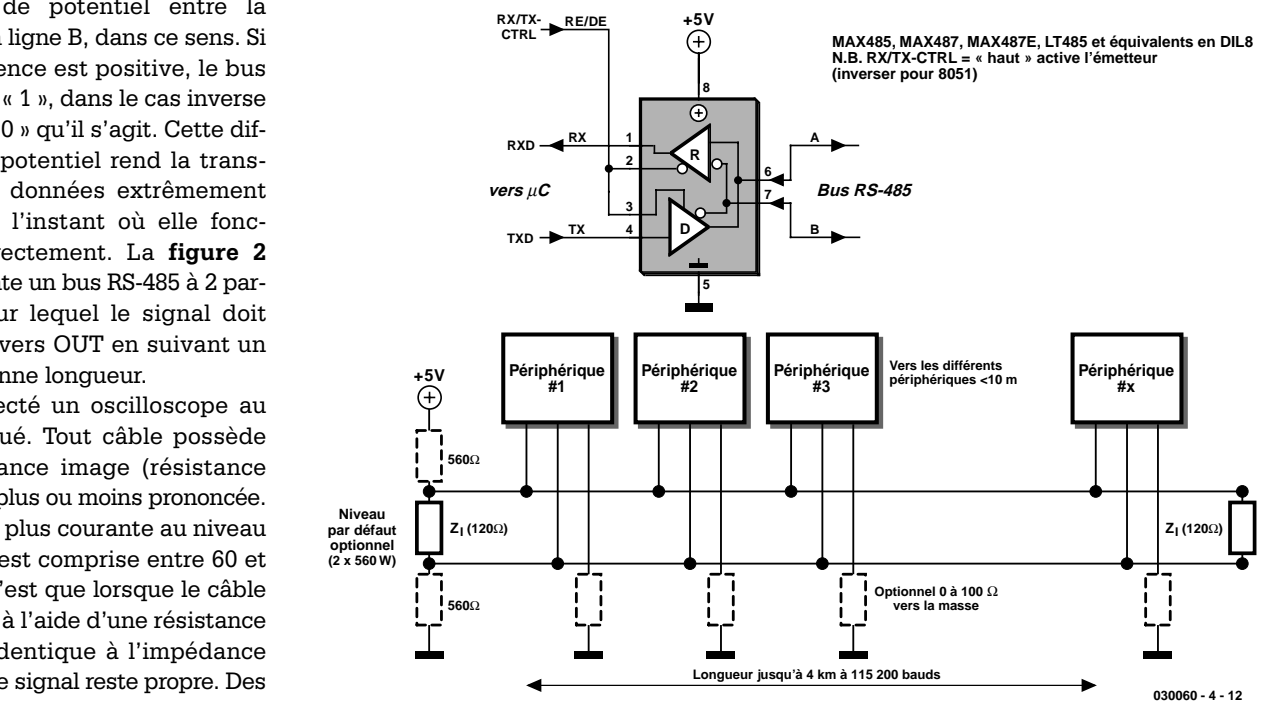 de potentiel entre la
ligne B, dans ce sens. Si
ence est positive, le bus
« 1 », dans le cas inverse
0 » qu'il s'agit. Cette dif-
potentiel rend la trans-
données extrêmement
l'instant où elle fonc-
ectement. La figure 2
te un bus RS-485 à 2 par-
ur lequel le signal doit
vers OUT en suivant un
nne longueur.
ecté un oscilloscope au
ué. Tout câble possède
ance image (résistance
plus ou moins prononcée.
plus courante au niveau
est comprise entre 60 et
'est que lorsque le câble
à l'aide d'une résistance
dentique à l'impédance
e signal reste propre. Des
RX/TX-
CTRL
RE/DE
+5V
MAX485, MAX487, MAX487E, LT485 et équivalents en DIL8
N.B. RX/TX-CTRL = « haut » active l'émetteur
(inverser pour 8051)
8
RXD
RX
1
R
A
2
6
vers µC
Bus RS-485
7
3
TXD
TX
4
D
B
5
+5V
Périphérique
#1
Périphérique
#2
Périphérique
#3
Vers les différents
périphériques <10 m
Périphérique
#x
560Ω
Niveau
par défaut
optionnel
(2 x 560 W)
ZI (120Ω)
ZI (120Ω)
560Ω
Optionnel 0 à 100 Ω
vers la masse
Longueur jusqu'à 4 km à 115 200 bauds
030060 - 4 - 12